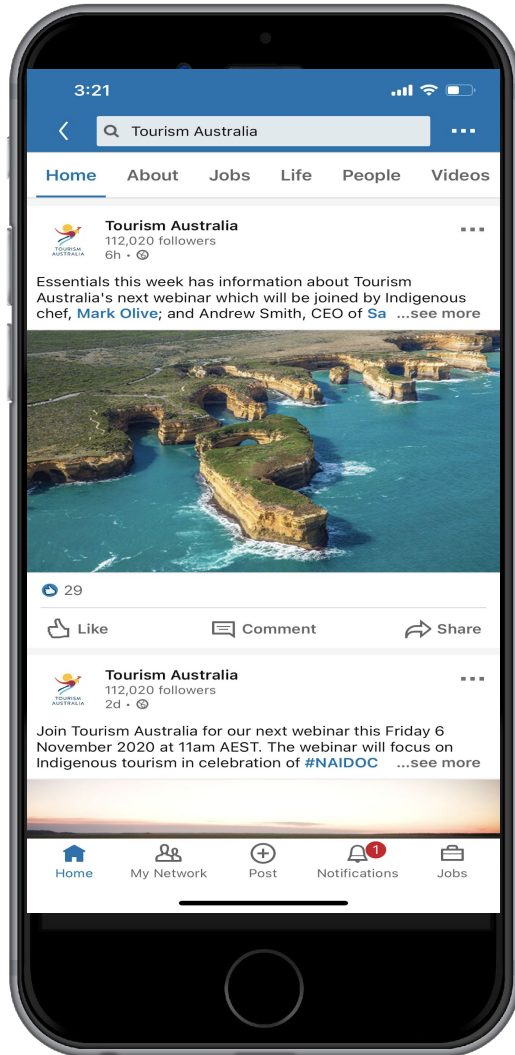 3:21
Tourism Australia
Home About Jobs Life People Videos
TOURISM
AUSTRALIA
Tourism Australia
112,020 followers
6h •
Essentials this week has information about Tourism
Australia's next webinar which will be joined by Indigenous
chef, Mark Olive; and Andrew Smith, CEO of Sa ...see more
29
Like Comment Share
TOURISM
AUSTRALIA
Tourism Australia
112,020 followers
2d •
Join Tourism Australia for our next webinar this Friday 6
November 2020 at 11am AEST. The webinar will focus on
Indigenous tourism in celebration of #NAIDOC ...see more
1
Home My Network Post Notifications Jobs